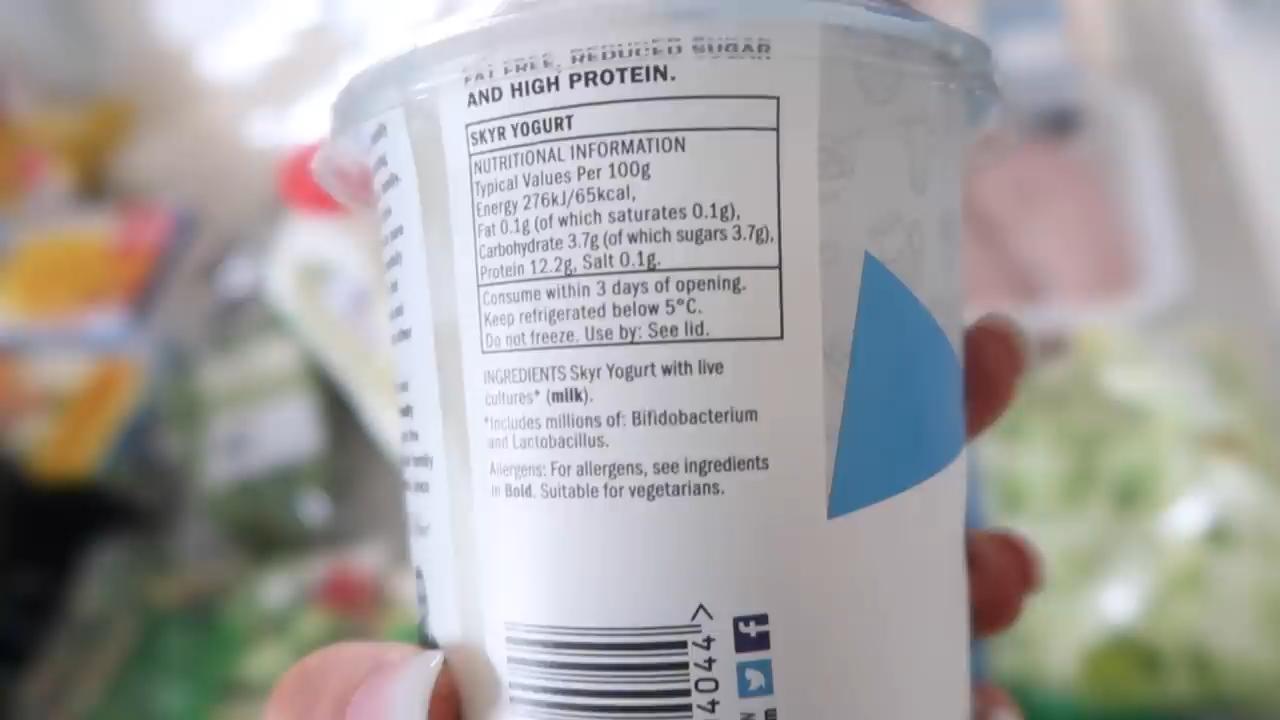 FAT FREE, REDUCED SUGAR
AND HIGH PROTEIN.
SKYR YOGURT
NUTRITIONAL INFORMATION
Typical Values Per 100g
Energy 276kJ/65kcal,
Fat 0.1g (of which saturates 0.1g),
Carbohydrate 3.7g (of which sugars 3.7g),
Protein 12.2g, Salt 0.1g.
Consume within 3 days of opening.
Keep refrigerated below 5°C.
Do not freeze. Use by: See lid.
INGREDIENTS Skyr Yogurt with live
cultures* (milk).
*Includes millions of: Bifidobacterium
and Lactobacillus.
Allergens: For allergens, see ingredients
in Bold. Suitable for vegetarians.
4044>